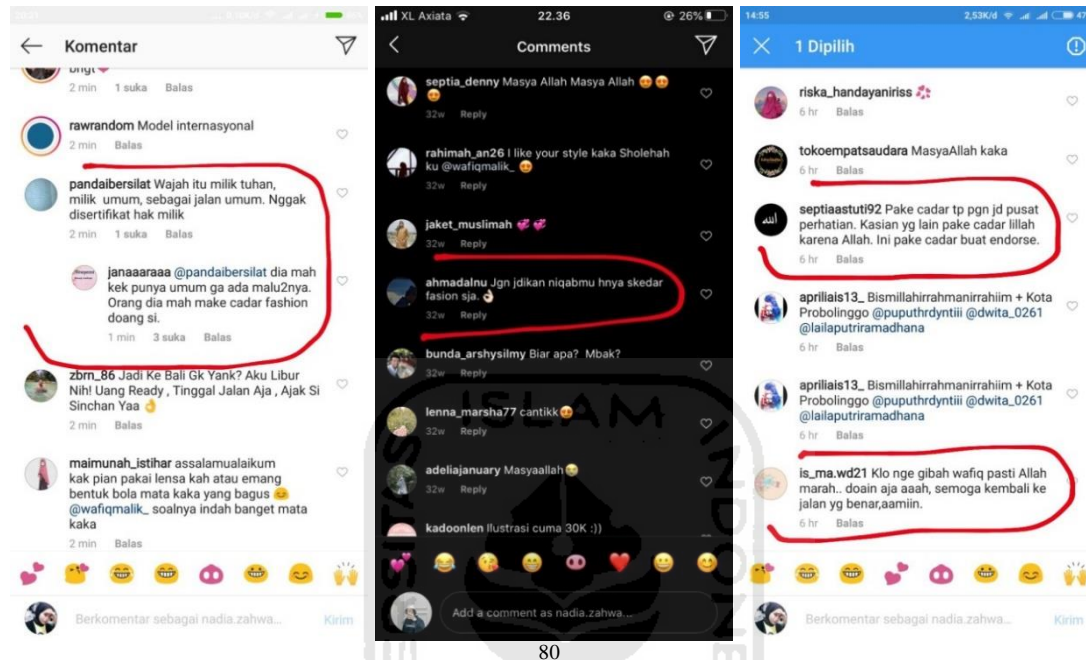 Komentar
brigt
2 min 1 suka Balas
rawrandom Model internasyonal
2 min Balas
pandaibersilat Wajah itu milik tuhan,
milik umum, sebagai jalan umum. Nggak
disertifikat hak milik
2 min 1 suka Balas
janaaaraaa @pandaibersilat dia mah
kek punya umum ga ada malu2nya.
Orang dia mah make cadar fashion
doang si.
1 min 3 suka Balas
zbrn_86 Jadi Ke Bali Gk Yank? Aku Libur
Nih! Uang Ready , Tinggal Jalan Aja , Ajak Si
Sinchan Yaa 👌
2 min Balas
maimunah_istihar assalamualaikum
kak pian pakai lensa kah atau emang
bentuk bola mata kaka yang bagus 😊
@wafiqmalik_ soalnya indah banget mata
kaka
2 min Balas
Berkomentar sebagai nadia.zahwa... Kirim
XL Axiata 22.36 26%
Comments
septia_denny Masya Allah Masya Allah 😍😍
😍
32w Reply
rahimah_an26 I like your style kaka Sholehah
ku @wafiqmalik_ 😍
32w Reply
jaket_muslimah 💞💞
32w Reply
ahmadalnu Jgn jdikan niqabmu hnya skedar
fasion sja.👌🏻
32w Reply
bunda_arshysilmy Biar apa? Mbak?
32w Reply
lenna_marsha77 cantikk😍
32w Reply
adeliajanuary Masyaallah😭
32w Reply
kadoonlen Ilustrasi cuma 30K :))
Add a comment as nadia.zahwa...
14:55 2,53K/d 47
1 Dipilih
riska_handayaniriss 💞
6 hr Balas
tokoempatsaudara MasyaAllah kaka
6 hr Balas
septiaastuti92 Pake cadar tp pgn jd pusat
perhatian. Kasian yg lain pake cadar lillah
karena Allah. Ini pake cadar buat endorse.
6 hr Balas
apriliais13_ Bismillahirrahmanirrahiim + Kota
Probolinggo @puputhrdyntiii @dwita_0261
@lailaputriramadhana
6 hr Balas
apriliais13_ Bismillahirrahmanirrahiim + Kota
Probolinggo @puputhrdyntiii @dwita_0261
@lailaputriramadhana
6 hr Balas
is_ma.wd21 Klo nge gibah wafiq pasti Allah
marah.. doain aja aaah, semoga kembali ke
jalan yg benar,aamiin.
6 hr Balas
Berkomentar sebagai nadia.zahwa... Kirim
ISLAM
80